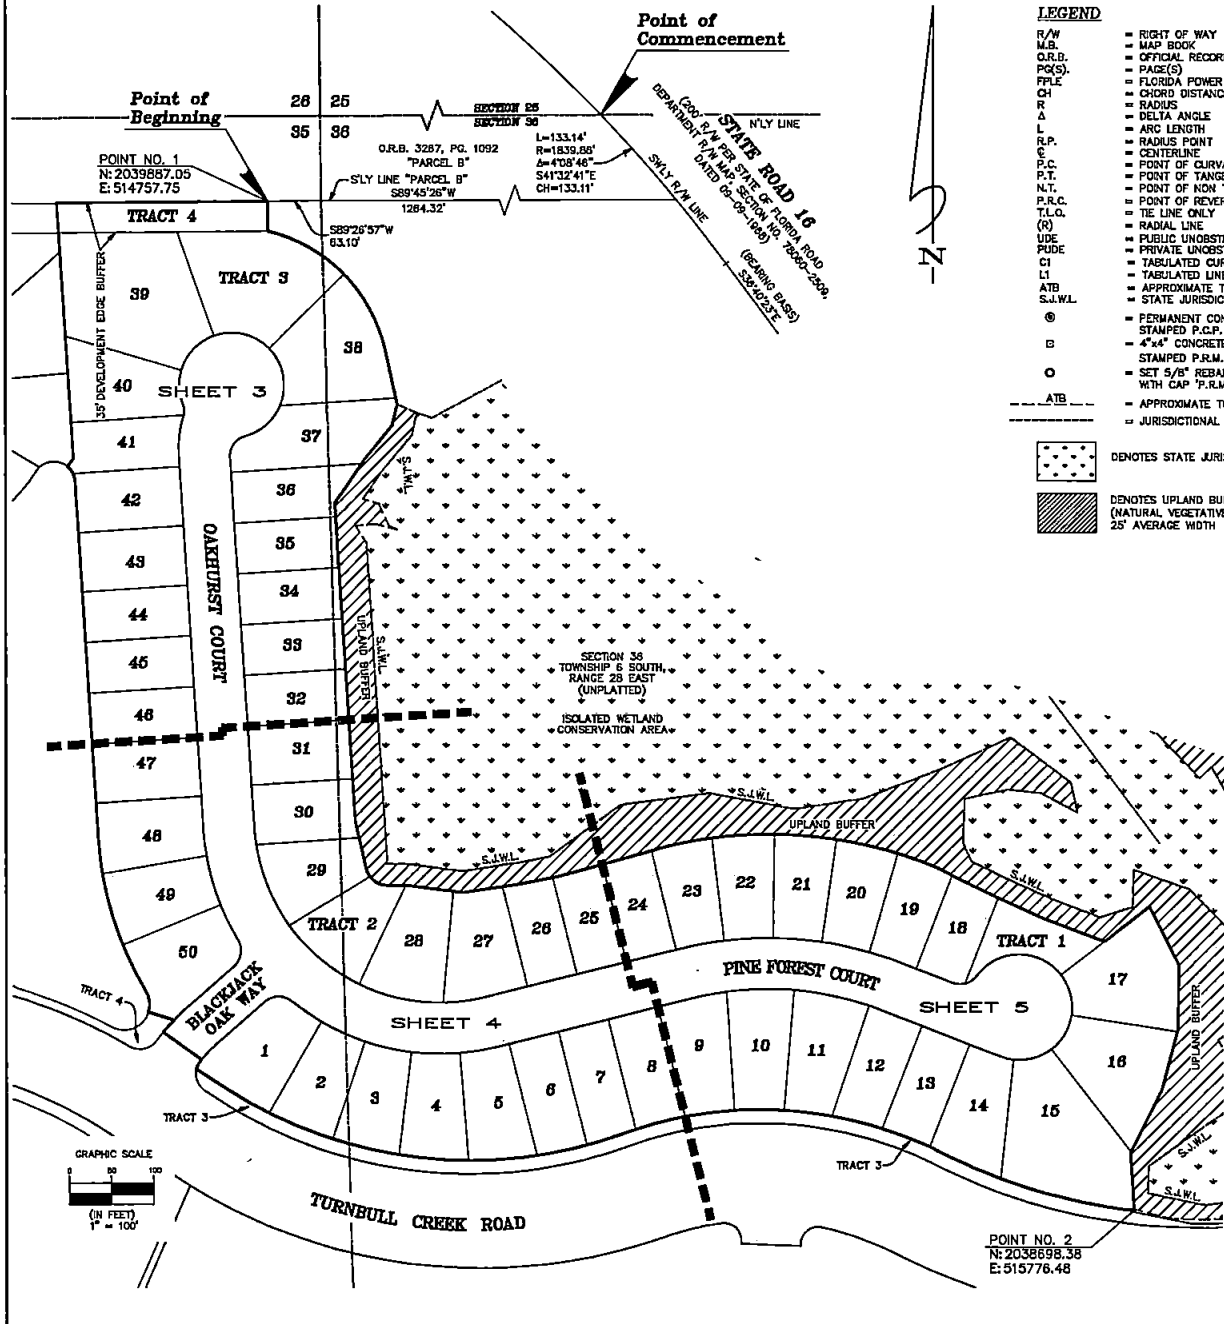 Point of
Commencement
Point of
Beginning
26 25
35 36
SECTION 25
SECTION 36
N'LY LINE
POINT NO. 1
N: 2039887.05
E: 514757.75
O.R.B. 3287, PG. 1092
"PARCEL B"
S'LY LINE "PARCEL B"
S89°45'26"W
1264.32'
S89°26'57"W
63.10'
L=133.14'
R=1839.86'
Δ=4°08'46"
S41°32'41"E
CH=133.11'
STATE ROAD 16
(200' R/W PER STATE OF FLORIDA ROAD
DEPARTMENT R/W MAP, SECTION NO. 78060-2509,
DATED 09-09-1968)
SW'LY R/W LINE
(BEARING BASIS)
S36°40'23"E
N
LEGEND
R/W = RIGHT OF WAY
M.B. = MAP BOOK
O.R.B. = OFFICIAL RECOR
PG(S). = PAGE(S)
FPLE = FLORIDA POWER
CH = CHORD DISTANC
R = RADIUS
Δ = DELTA ANGLE
L = ARC LENGTH
R.P. = RADIUS POINT
℄ = CENTERLINE
P.C. = POINT OF CURVA
P.T. = POINT OF TANGE
N.T. = POINT OF NON
P.R.C. = POINT OF REVER
T.L.O. = TIE LINE ONLY
(R) = RADIAL LINE
UDE = PUBLIC UNOBST
PUDE = PRIVATE UNOBS
C1 = TABULATED CUR
L1 = TABULATED LINE
ATB = APPROXIMATE T
S.J.W.L. = STATE JURISDIC
= PERMANENT CON
STAMPED P.C.P.
= 4"x4" CONCRETE
STAMPED P.R.M.
= SET 5/8" REBA
WITH CAP "P.R.M
ATB = APPROXIMATE T
= JURISDICTIONAL
DENOTES STATE JURI
DENOTES UPLAND BU
(NATURAL VEGETATIVE
25' AVERAGE WIDTH
TRACT 4
35' DEVELOPMENT EDGE BUFFER
TRACT 3
39
38
40
SHEET 3
41
37
42
36
OAKHURST COURT
43
35
44
34
45
33
46
32
47
31
48
30
49
29
50
S.J.W.L.
UPLAND BUFFER
S.J.W.L.
SECTION 36
TOWNSHIP 6 SOUTH,
RANGE 28 EAST
(UNPLATTED)
ISOLATED WETLAND
CONSERVATION AREA
S.J.W.L.
UPLAND BUFFER
S.J.W.L.
S.J.W.L.
TRACT 2
28
27
26
25
24
23
22
21
20
19
18
TRACT 1
17
TRACT 4
BLACKJACK
OAK WAY
SHEET 4
PINE FOREST COURT
SHEET 5
UPLAND BUFFER
1
2
3
4
5
6
7
8
9
10
11
12
13
14
15
16
TRACT 3
TRACT 3
S.J.W.L.
S.J.W.L.
GRAPHIC SCALE
0 50 100
(IN FEET)
1" = 100'
TURNBULL CREEK ROAD
POINT NO. 2
N: 2038698.38
E: 515776.48